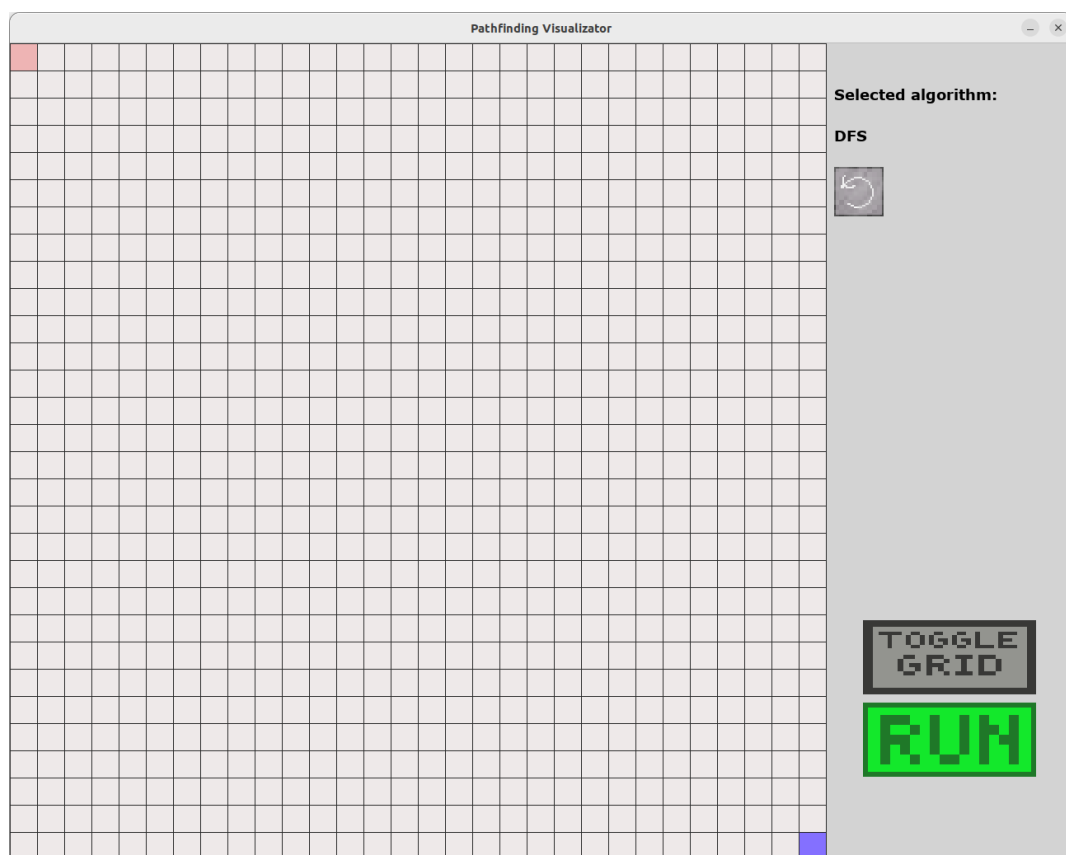 Pathfinding Visualizator
Selected algorithm:
DFS
TOGGLE
GRID
RUN